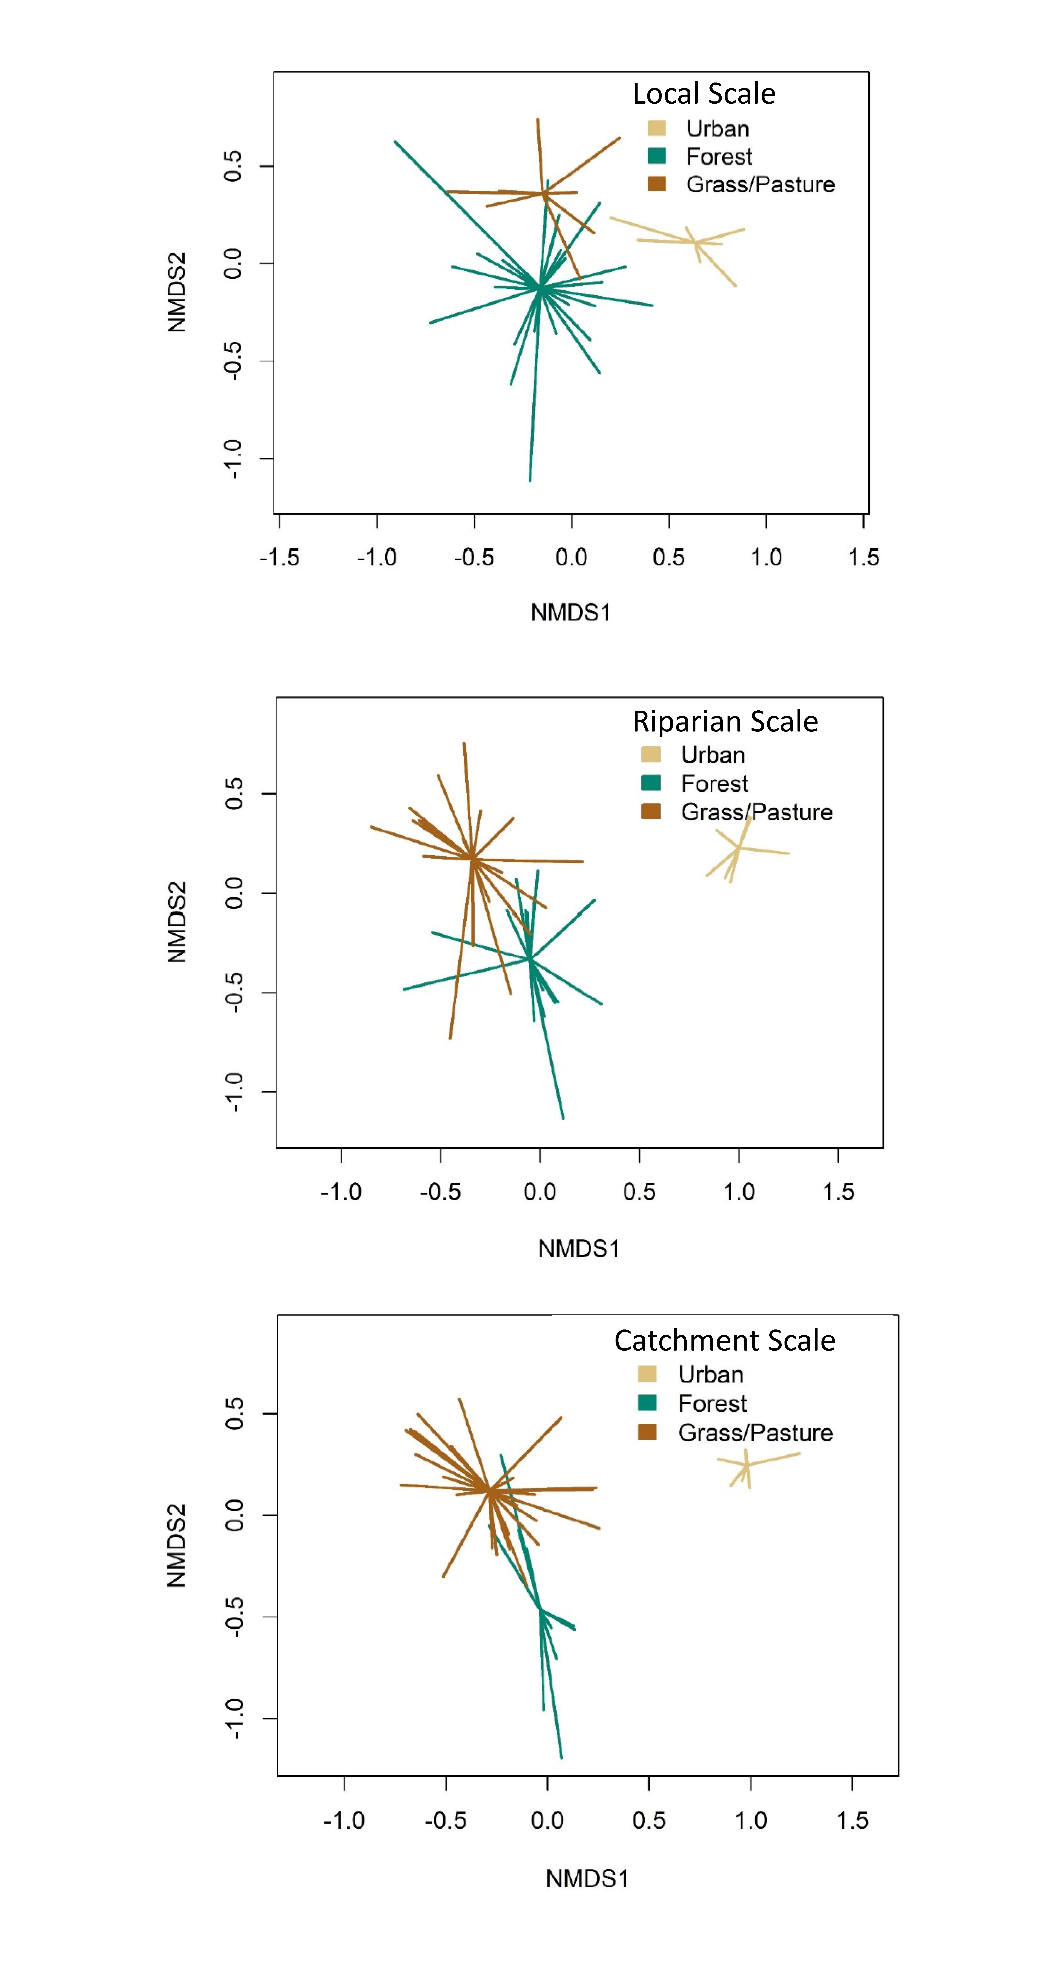 Local Scale
Urban
Forest
Grass/Pasture
0.5
0.0
-0.5
-1.0
NMDS2
-1.5 -1.0 -0.5 0.0 0.5 1.0 1.5
NMDS1
Riparian Scale
Urban
Forest
Grass/Pasture
0.5
0.0
-0.5
-1.0
NMDS2
-1.0 -0.5 0.0 0.5 1.0 1.5
NMDS1
Catchment Scale
Urban
Forest
Grass/Pasture
0.5
0.0
-0.5
-1.0
NMDS2
-1.0 -0.5 0.0 0.5 1.0 1.5
NMDS1